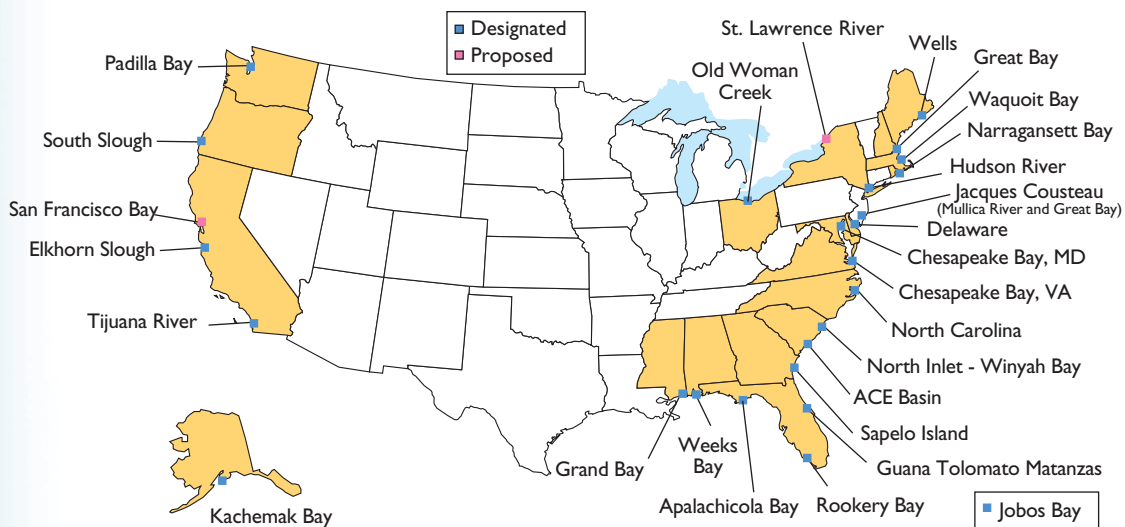 Designated
Proposed
St. Lawrence River
Wells
Great Bay
Padilla Bay
Old Woman
Creek
Waquoit Bay
Narragansett Bay
South Slough
Hudson River
Jacques Cousteau
(Mullica River and Great Bay)
San Francisco Bay
Delaware
Elkhorn Slough
Chesapeake Bay, MD
Chesapeake Bay, VA
Tijuana River
North Carolina
North Inlet - Winyah Bay
ACE Basin
Sapelo Island
Weeks
Bay
Grand Bay
Guana Tolomato Matanzas
Apalachicola Bay
Rookery Bay
Kachemak Bay
Jobos Bay